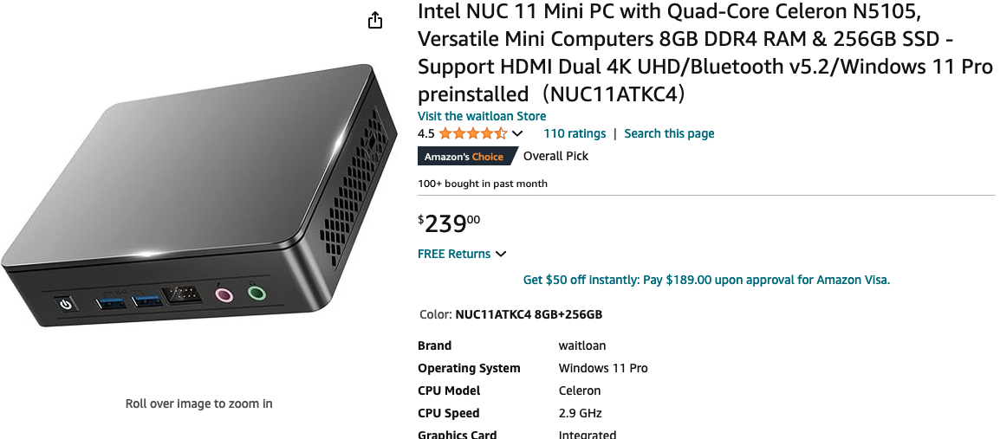 Intel NUC 11 Mini PC with Quad-Core Celeron N5105,
Versatile Mini Computers 8GB DDR4 RAM & 256GB SSD -
Support HDMI Dual 4K UHD/Bluetooth v5.2/Windows 11 Pro
preinstalled（NUC11ATKC4）
Visit the waitloan Store
4.5 110 ratings | Search this page
Amazon's Choice Overall Pick
100+ bought in past month
$23900
FREE Returns
Get $50 off instantly: Pay $189.00 upon approval for Amazon Visa.
Color: NUC11ATKC4 8GB+256GB
Brand waitloan
Operating System Windows 11 Pro
CPU Model Celeron
CPU Speed 2.9 GHz
Graphics Card Integrated
Roll over image to zoom in